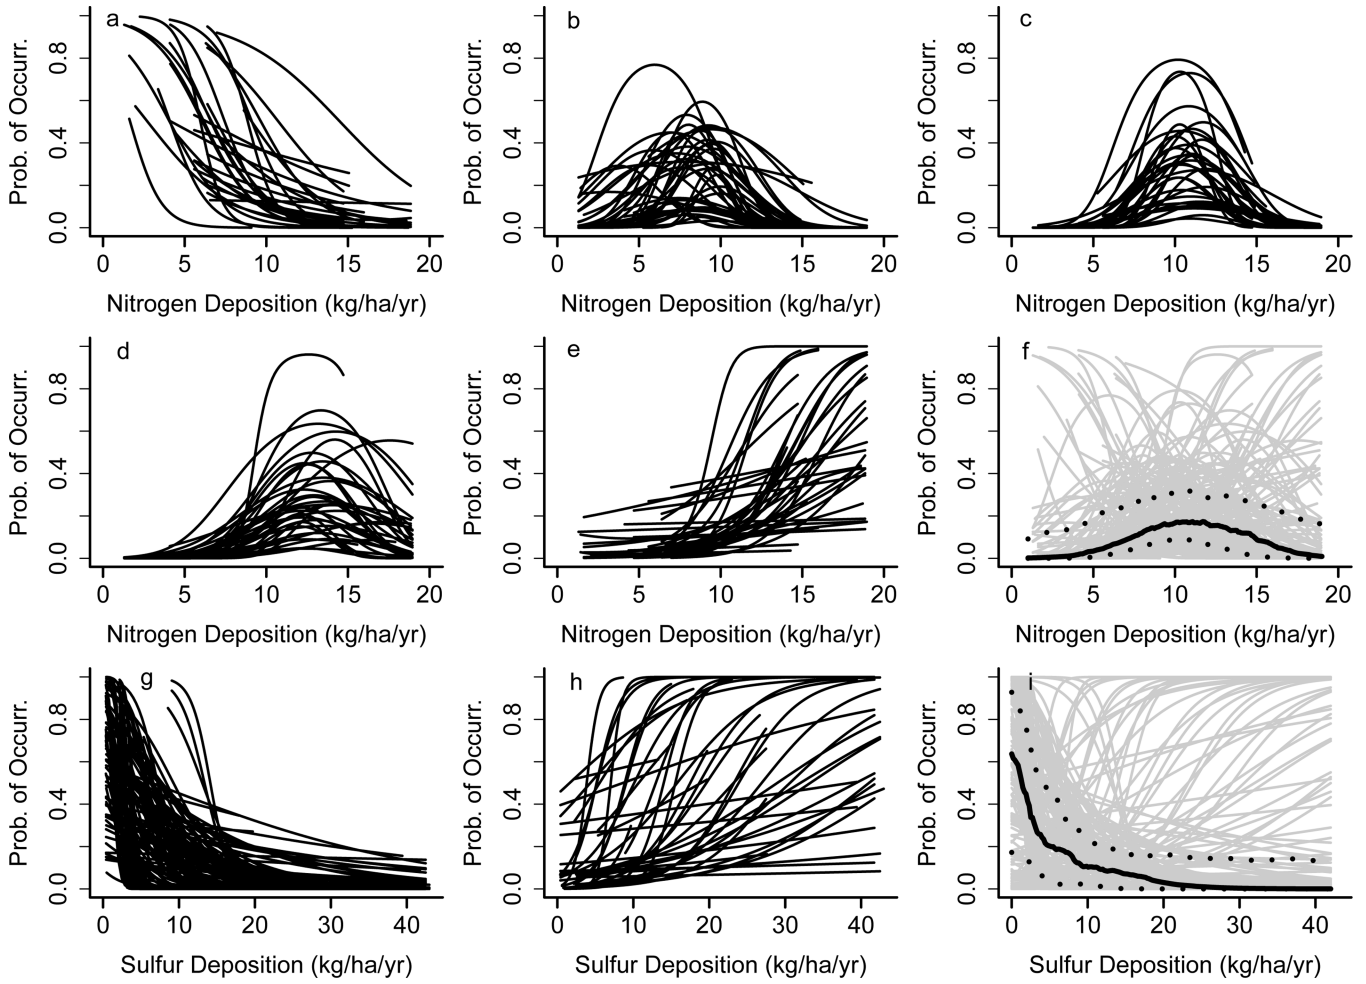 a
b
c
Prob. of Occurr.
0.0 0.4 0.8
Prob. of Occurr.
0.0 0.4 0.8
Prob. of Occurr.
0.0 0.4 0.8
0 5 10 15 20
0 5 10 15 20
0 5 10 15 20
Nitrogen Deposition (kg/ha/yr)
Nitrogen Deposition (kg/ha/yr)
Nitrogen Deposition (kg/ha/yr)
d
e
f
Prob. of Occurr.
0.0 0.4 0.8
Prob. of Occurr.
0.0 0.4 0.8
Prob. of Occurr.
0.0 0.4 0.8
0 5 10 15 20
0 5 10 15 20
0 5 10 15 20
Nitrogen Deposition (kg/ha/yr)
Nitrogen Deposition (kg/ha/yr)
Nitrogen Deposition (kg/ha/yr)
g
h
i
Prob. of Occurr.
0.0 0.4 0.8
Prob. of Occurr.
0.0 0.4 0.8
Prob. of Occurr.
0.0 0.4 0.8
0 10 20 30 40
0 10 20 30 40
0 10 20 30 40
Sulfur Deposition (kg/ha/yr)
Sulfur Deposition (kg/ha/yr)
Sulfur Deposition (kg/ha/yr)